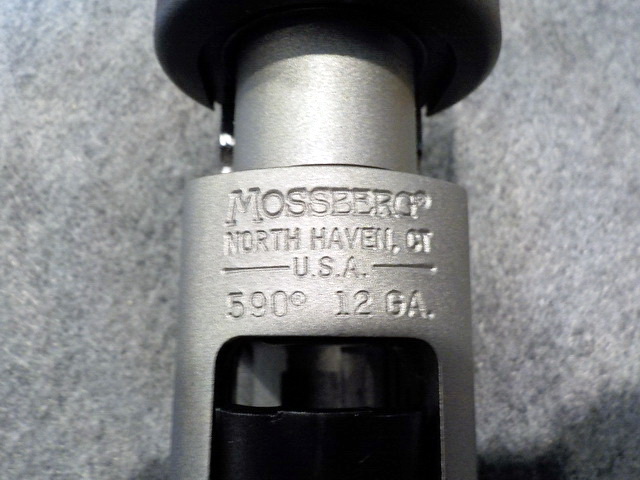 MOSSBERG®
NORTH HAVEN, CT
U.S.A.
590® 12 GA.